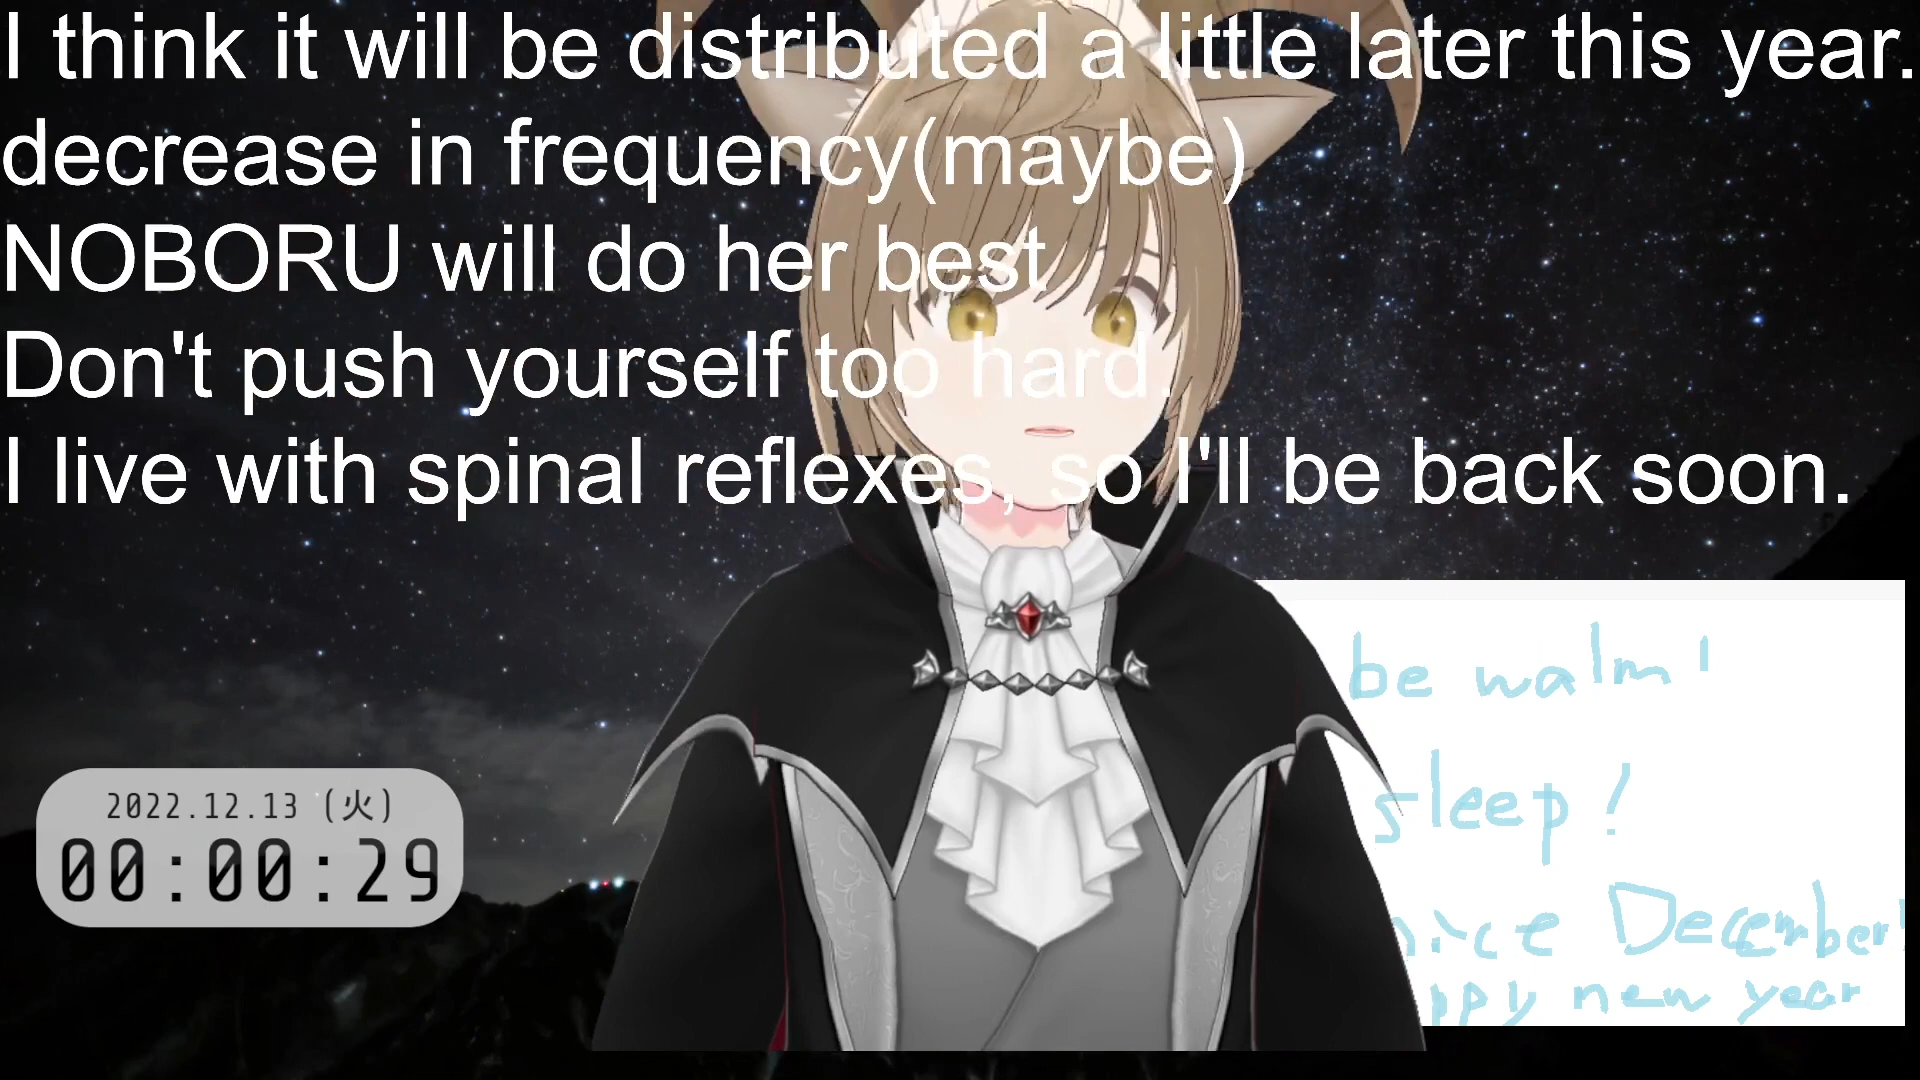 I think it will be distributed a little later this year.
decrease in frequency(maybe)
NOBORU will do her best
Don't push yourself too hard.
I live with spinal reflexes, so I'll be back soon.
be walm !
sleep !
nice December!
ppy new year
2022.12.13 (火)
00:00:29